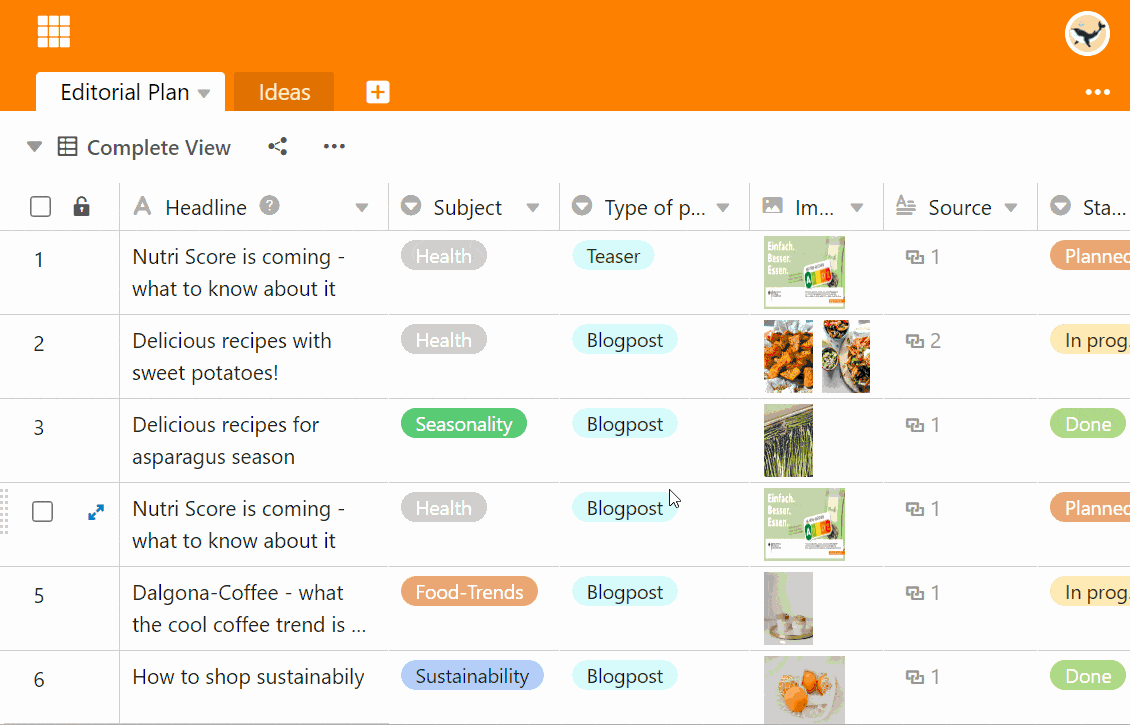 Editorial Plan
Ideas
Complete View
Headline
Subject
Type of p...
Im...
Source
Sta...
1
Nutri Score is coming -
what to know about it
Health
Teaser
Einfach.
Besser.
Essen.
1
Planned
2
Delicious recipes with
sweet potatoes!
Health
Blogpost
2
In prog.
3
Delicious recipes for
asparagus season
Seasonality
Blogpost
1
Done
Nutri Score is coming -
what to know about it
Health
Blogpost
Einfach.
Besser.
Essen.
1
Planned
5
Dalgona-Coffee - what
the cool coffee trend is ...
Food-Trends
Blogpost
1
In prog.
6
How to shop sustainabily
Sustainability
Blogpost
1
Done